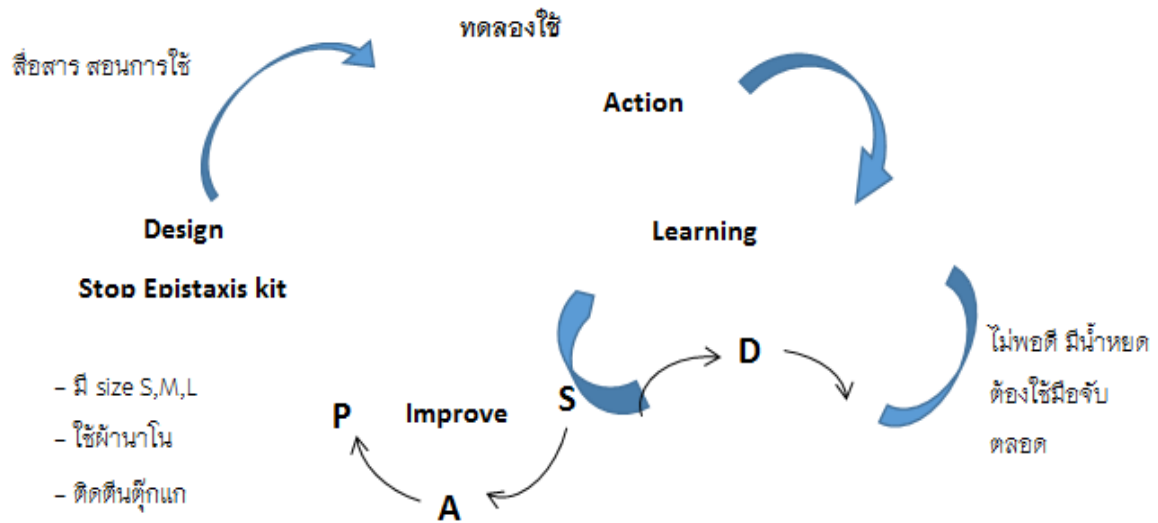 ทดลองใช้
สื่อสาร สอนการใช้
Action
Design
Learning
Stop Epistaxis kit
D
ไม่พอดี มีน้ำหยด
ต้องใช้มือจับ
ตลอด
– มี size S,M,L
– ใช้ผ้านาโน
– ติดตีนตุ๊กแก
P
Improve
S
A